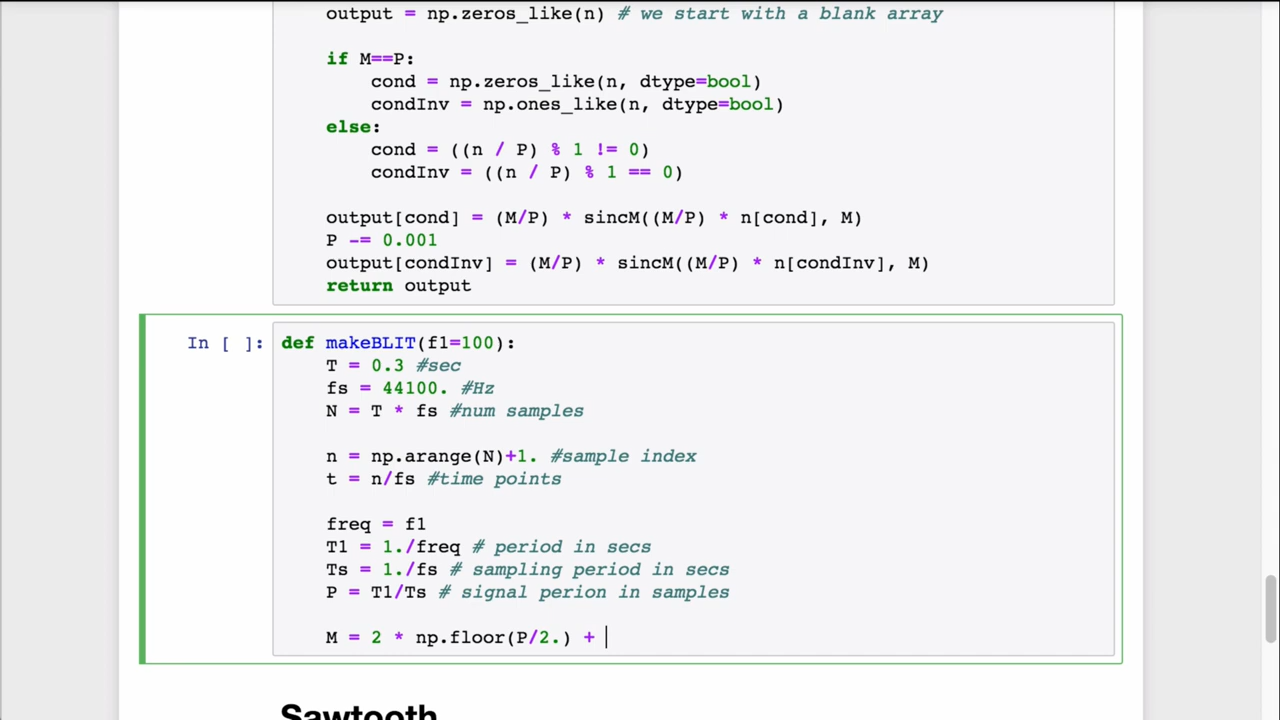 output = np.zeros_like(n) # we start with a blank array
if M==P:
cond = np.zeros_like(n, dtype=bool)
condInv = np.ones_like(n, dtype=bool)
else:
cond = ((n / P) % 1 != 0)
condInv = ((n / P) % 1 == 0)
output[cond] = (M/P) * sincM((M/P) * n[cond], M)
P -= 0.001
output[condInv] = (M/P) * sincM((M/P) * n[condInv], M)
return output
In [ ]: def makeBLIT(f1=100):
T = 0.3 #sec
fs = 44100. #Hz
N = T * fs #num samples
n = np.arange(N)+1. #sample index
t = n/fs #time points
freq = f1
T1 = 1./freq # period in secs
Ts = 1./fs # sampling period in secs
P = T1/Ts # signal perion in samples
M = 2 * np.floor(P/2.) +
Sawtooth